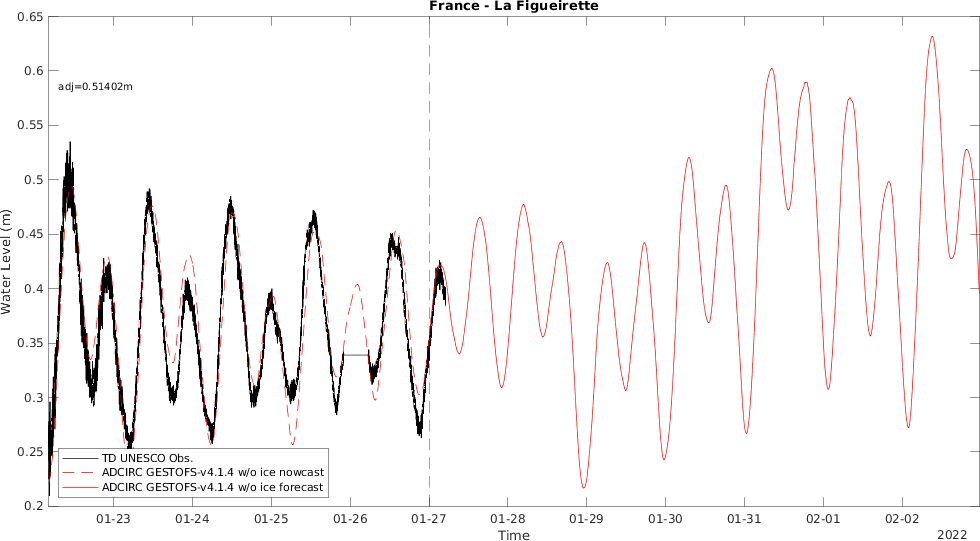 France - La Figueirette
0.65
0.6
0.55
0.5
0.45
0.4
0.35
0.3
0.25
0.2
Water Level (m)
adj=0.51402m
TD UNESCO Obs.
ADCIRC GESTOFS-v4.1.4 w/o ice nowcast
ADCIRC GESTOFS-v4.1.4 w/o ice forecast
01-23 01-24 01-25 01-26 01-27 01-28 01-29 01-30 01-31 02-01 02-02
Time
2022